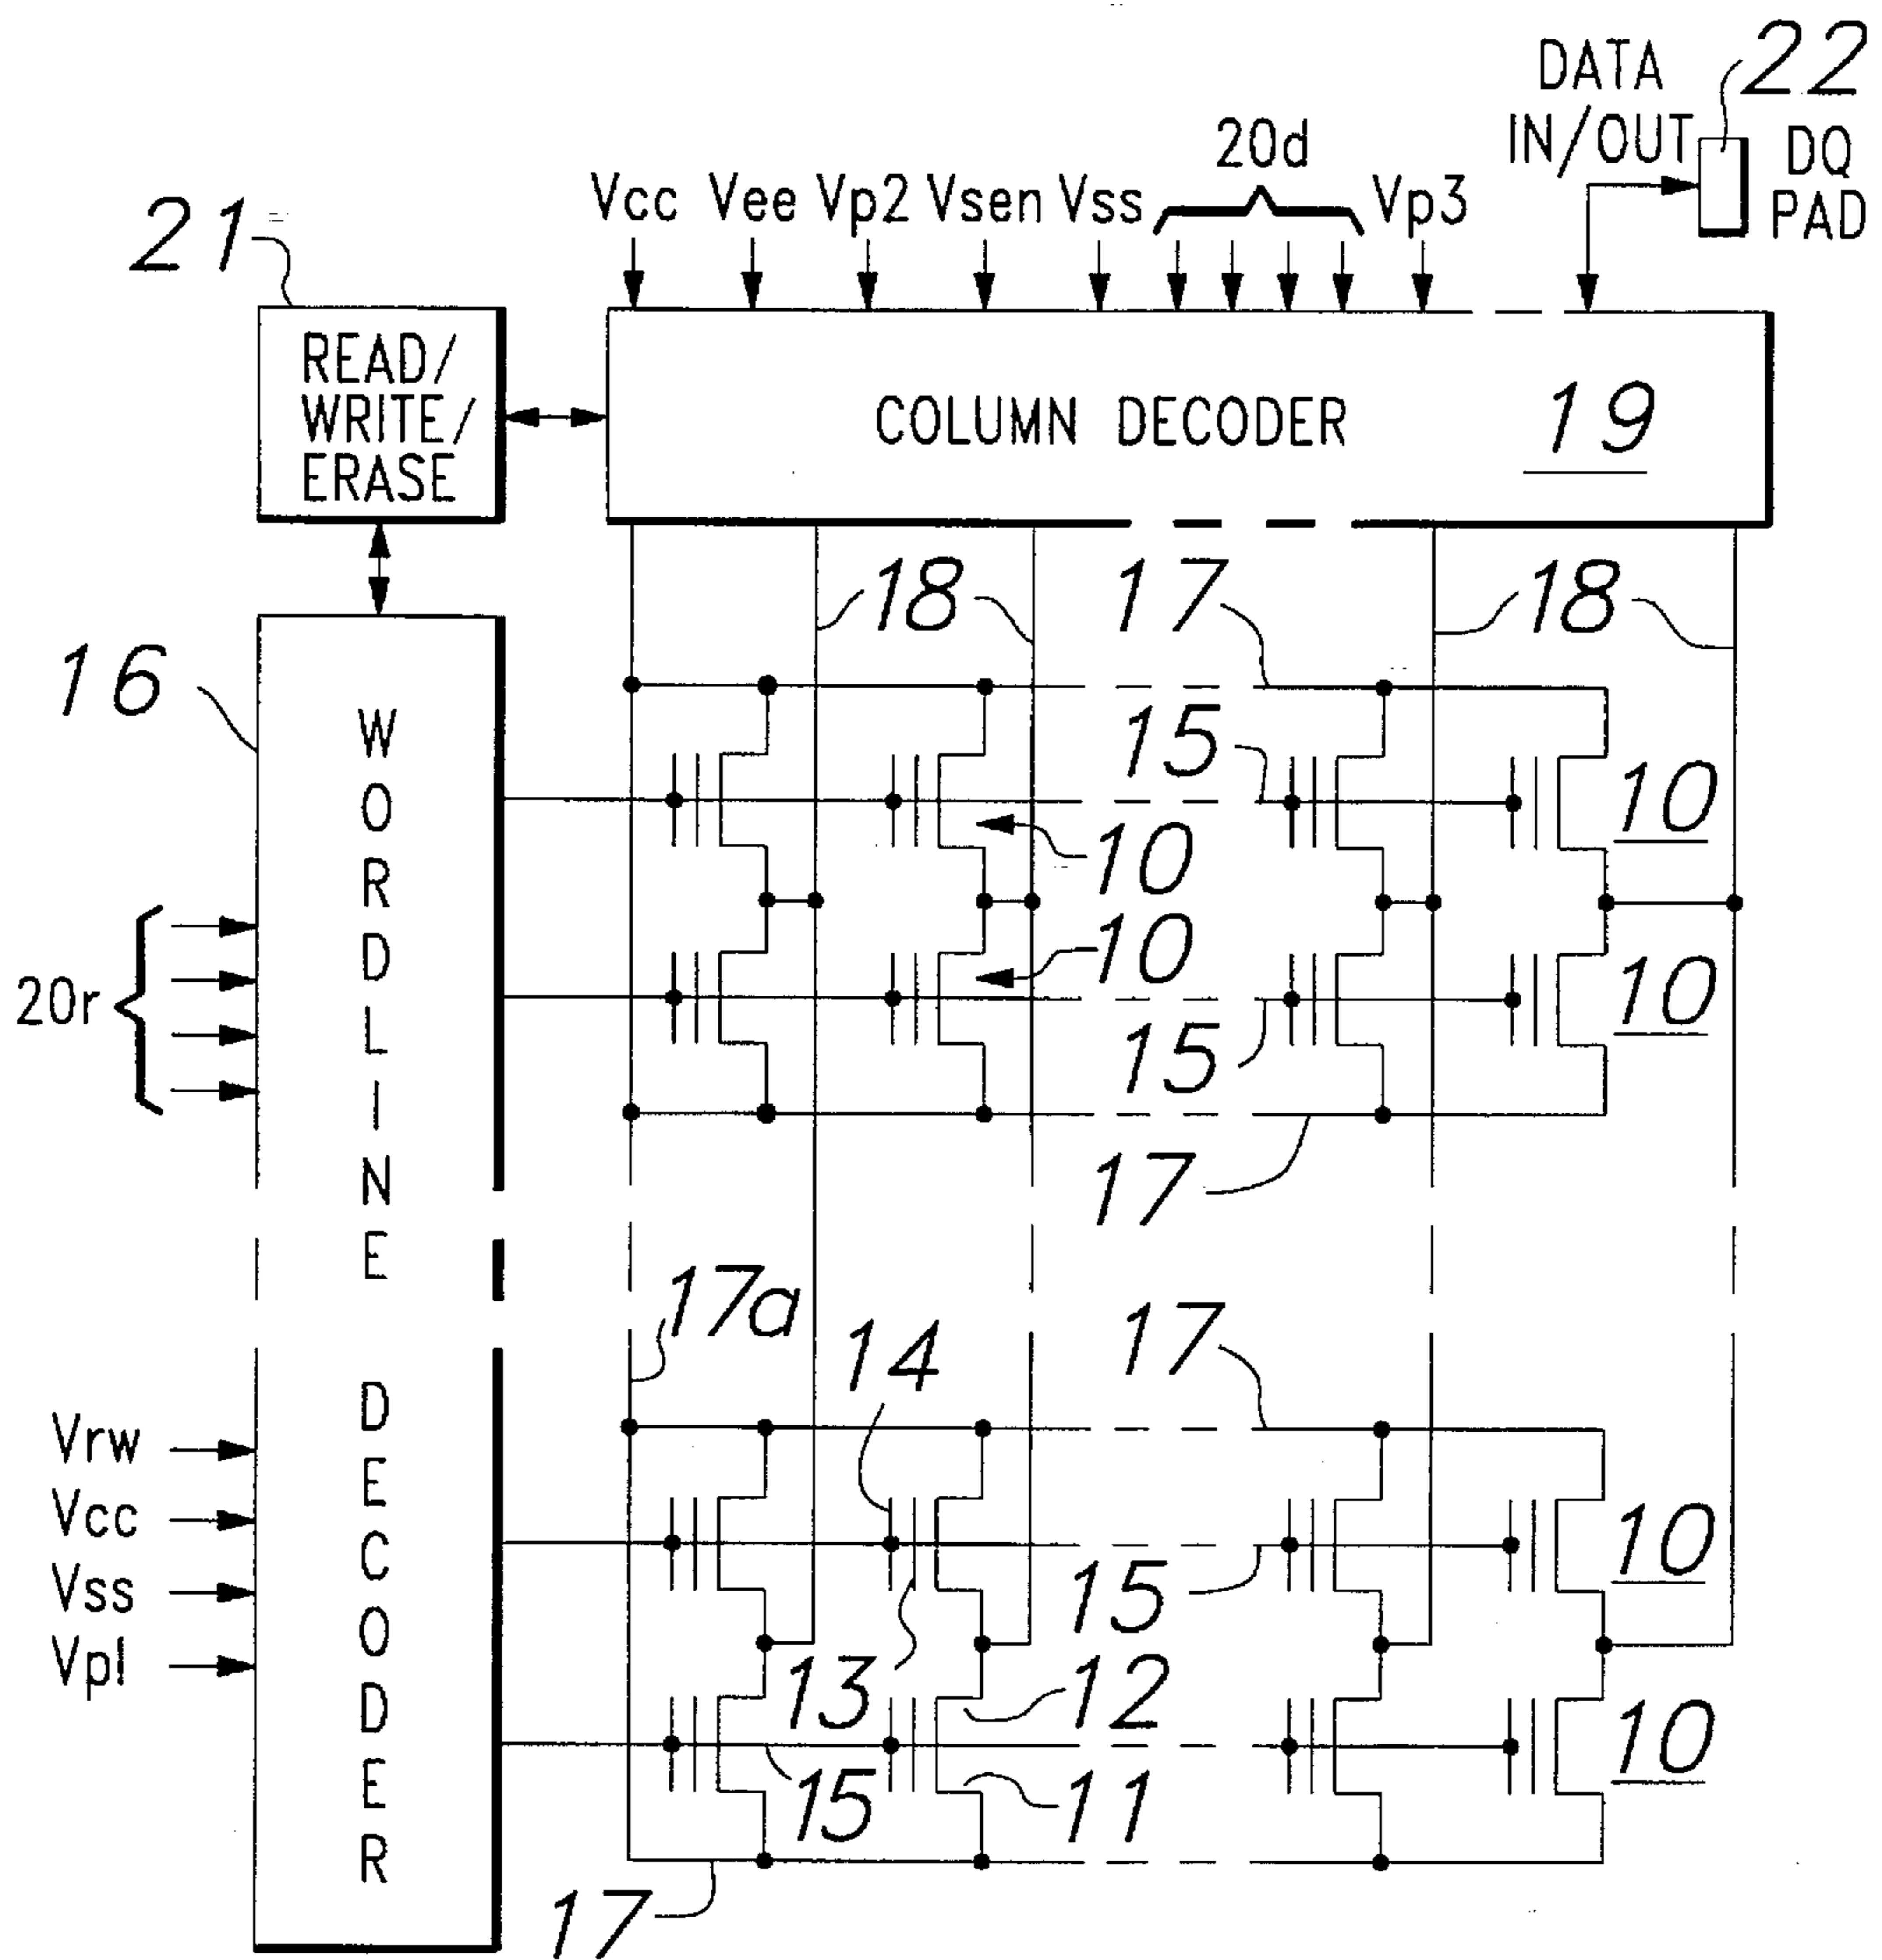 DATA IN/OUT
22
DQ PAD
20d
Vcc Vee Vp2 Vsen Vss Vp3
21
READ/
WRITE/
ERASE
COLUMN DECODER
19
18
17
18
16
WORDLINE DECODER
15
10
10
10
10
20r
15
17
17a
14
17
Vrw
Vcc
Vss
Vpl
10
15
13
12
10
15
11
17